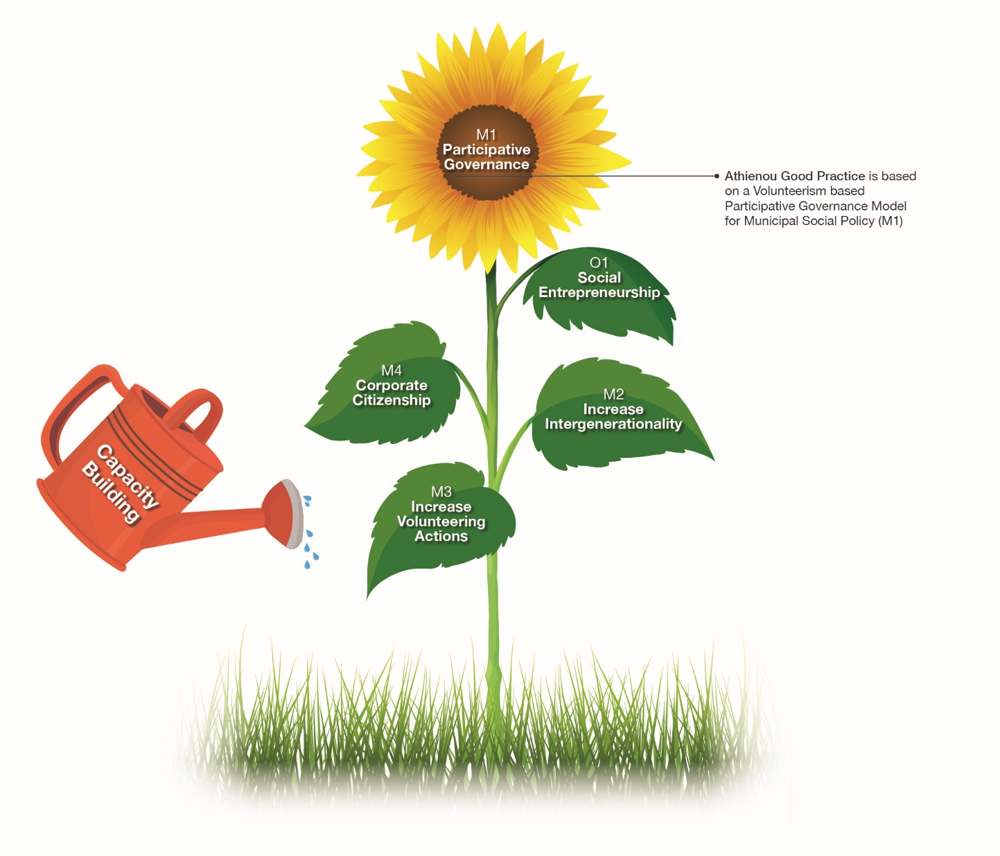 M1
Participative
Governance
Athienou Good Practice is based
on a Volunteerism based
Participative Governance Model
for Municipal Social Policy (M1)
O1
Social
Entrepreneurship
M4
Corporate
Citizenship
M2
Increase
Intergenerationality
Capacity
Building
M3
Increase
Volunteering
Actions